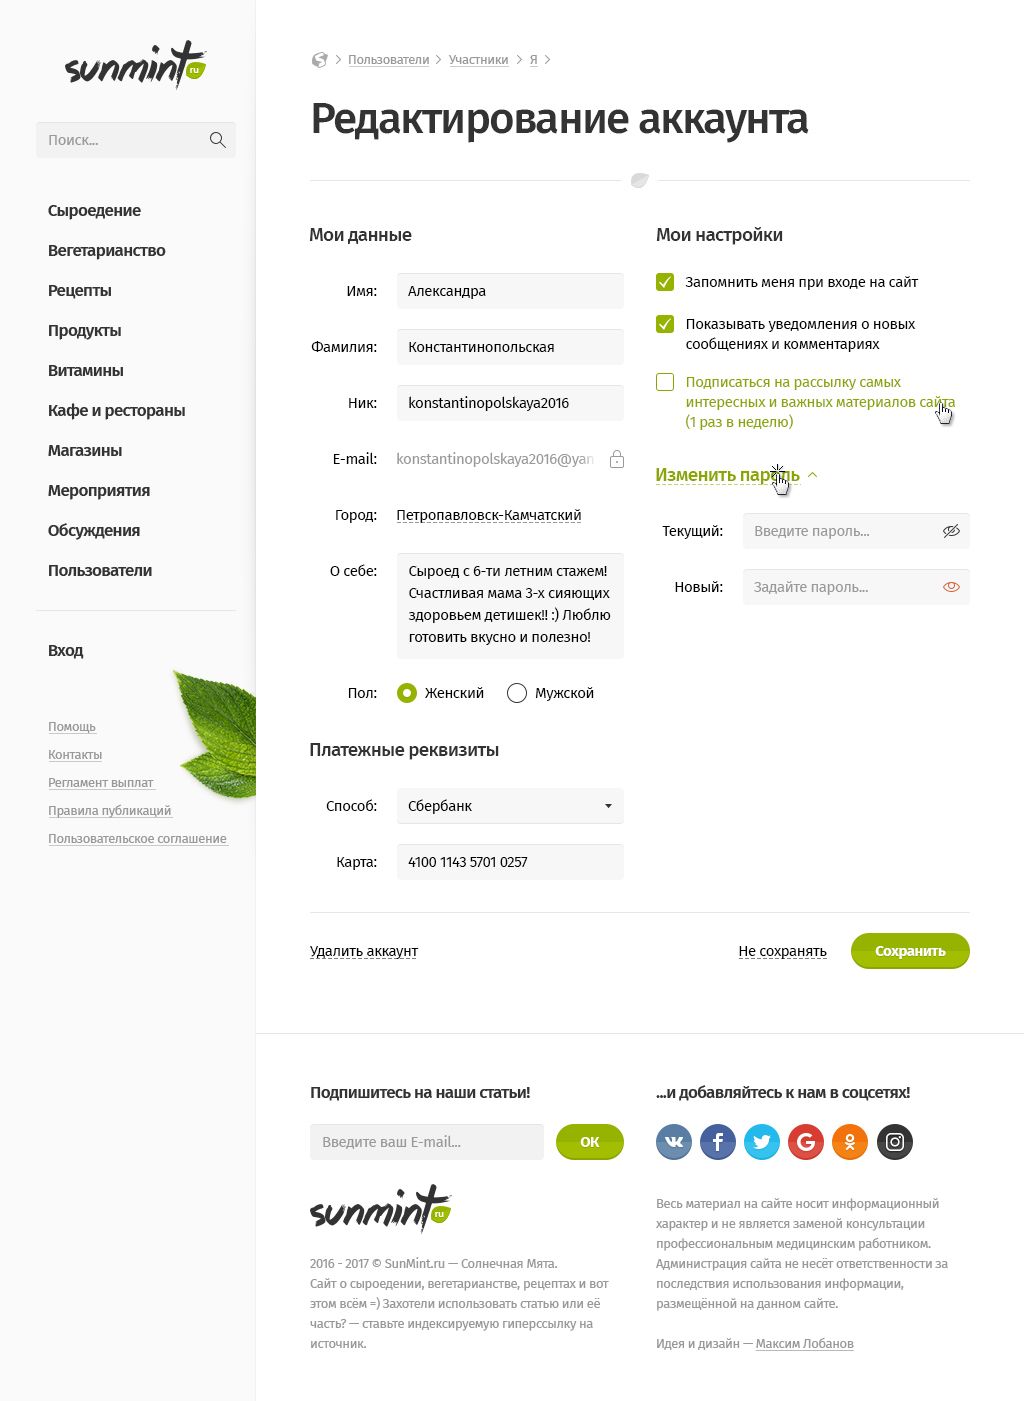 sunmint ru
Поиск...
Сыроедение
Вегетарианство
Рецепты
Продукты
Витамины
Кафе и рестораны
Магазины
Мероприятия
Обсуждения
Пользователи
Вход
Помощь
Контакты
Регламент выплат
Правила публикаций
Пользовательское соглашение
Пользователи
Участники
Я
Редактирование аккаунта
Мои данные
Имя: Александра
Фамилия: Константинопольская
Ник: konstantinopolskaya2016
E-mail: konstantinopolskaya2016@yan
Город: Петропавловск-Камчатский
О себе: Сыроед с 6-ти летним стажем!
Счастливая мама 3-х сияющих
здоровьем детишек!! :) Люблю
готовить вкусно и полезно!
Пол: Женский Мужской
Платежные реквизиты
Способ: Сбербанк
Карта: 4100 1143 5701 0257
Мои настройки
Запомнить меня при входе на сайт
Показывать уведомления о новых
сообщениях и комментариях
Подписаться на рассылку самых
интересных и важных материалов сайта
(1 раз в неделю)
Изменить пароль
Текущий: Введите пароль...
Новый: Задайте пароль...
Удалить аккаунт
Не сохранять
Сохранить
Подпишитесь на наши статьи!
Введите ваш E-mail...
ОК
sunmint ru
2016 - 2017 © SunMint.ru — Солнечная Мята.
Сайт о сыроедении, вегетарианстве, рецептах и вот
этом всём =) Захотели использовать статью или её
часть? — ставьте индексируемую гиперссылку на
источник.
...и добавляйтесь к нам в соцсетях!
Весь материал на сайте носит информационный
характер и не является заменой консультации
профессиональным медицинским работником.
Администрация сайта не несёт ответственности за
последствия использования информации,
размещённой на данном сайте.
Идея и дизайн — Максим Лобанов